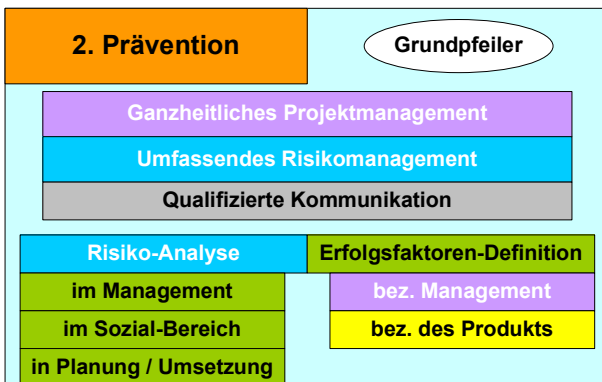 2. Prävention
Grundpfeiler
Ganzheitliches Projektmanagement
Umfassendes Risikomanagement
Qualifizierte Kommunikation
Risiko-Analyse
Erfolgsfaktoren-Definition
im Management
bez. Management
im Sozial-Bereich
bez. des Produkts
in Planung / Umsetzung